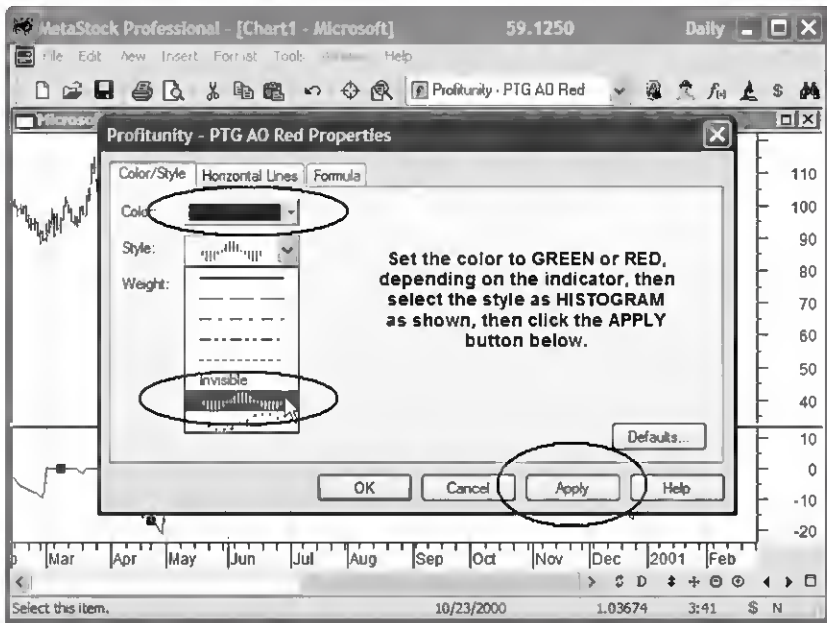 MetaStock Professional - [Chart1 - Microsoft] 59.1250 Daily
File Edit Insert Format Tools Help
Profitunity - PTG AO Red
Profitunity - PTG AO Red Properties
Color/Style Horizontal Lines Formula
Color:
Style:
Weight:
Invisible
Set the color to GREEN or RED,
depending on the indicator, then
select the style as HISTOGRAM
as shown, then click the APPLY
button below.
Defaults...
OK Cancel Apply Help
110
100
90
80
70
60
50
40
10
0
-10
-20
Mar Apr May Jun Jul Aug Sep Oct Nov Dec 2001 Feb
D
Select this item. 10/23/2000 1.03674 3:41 $ N